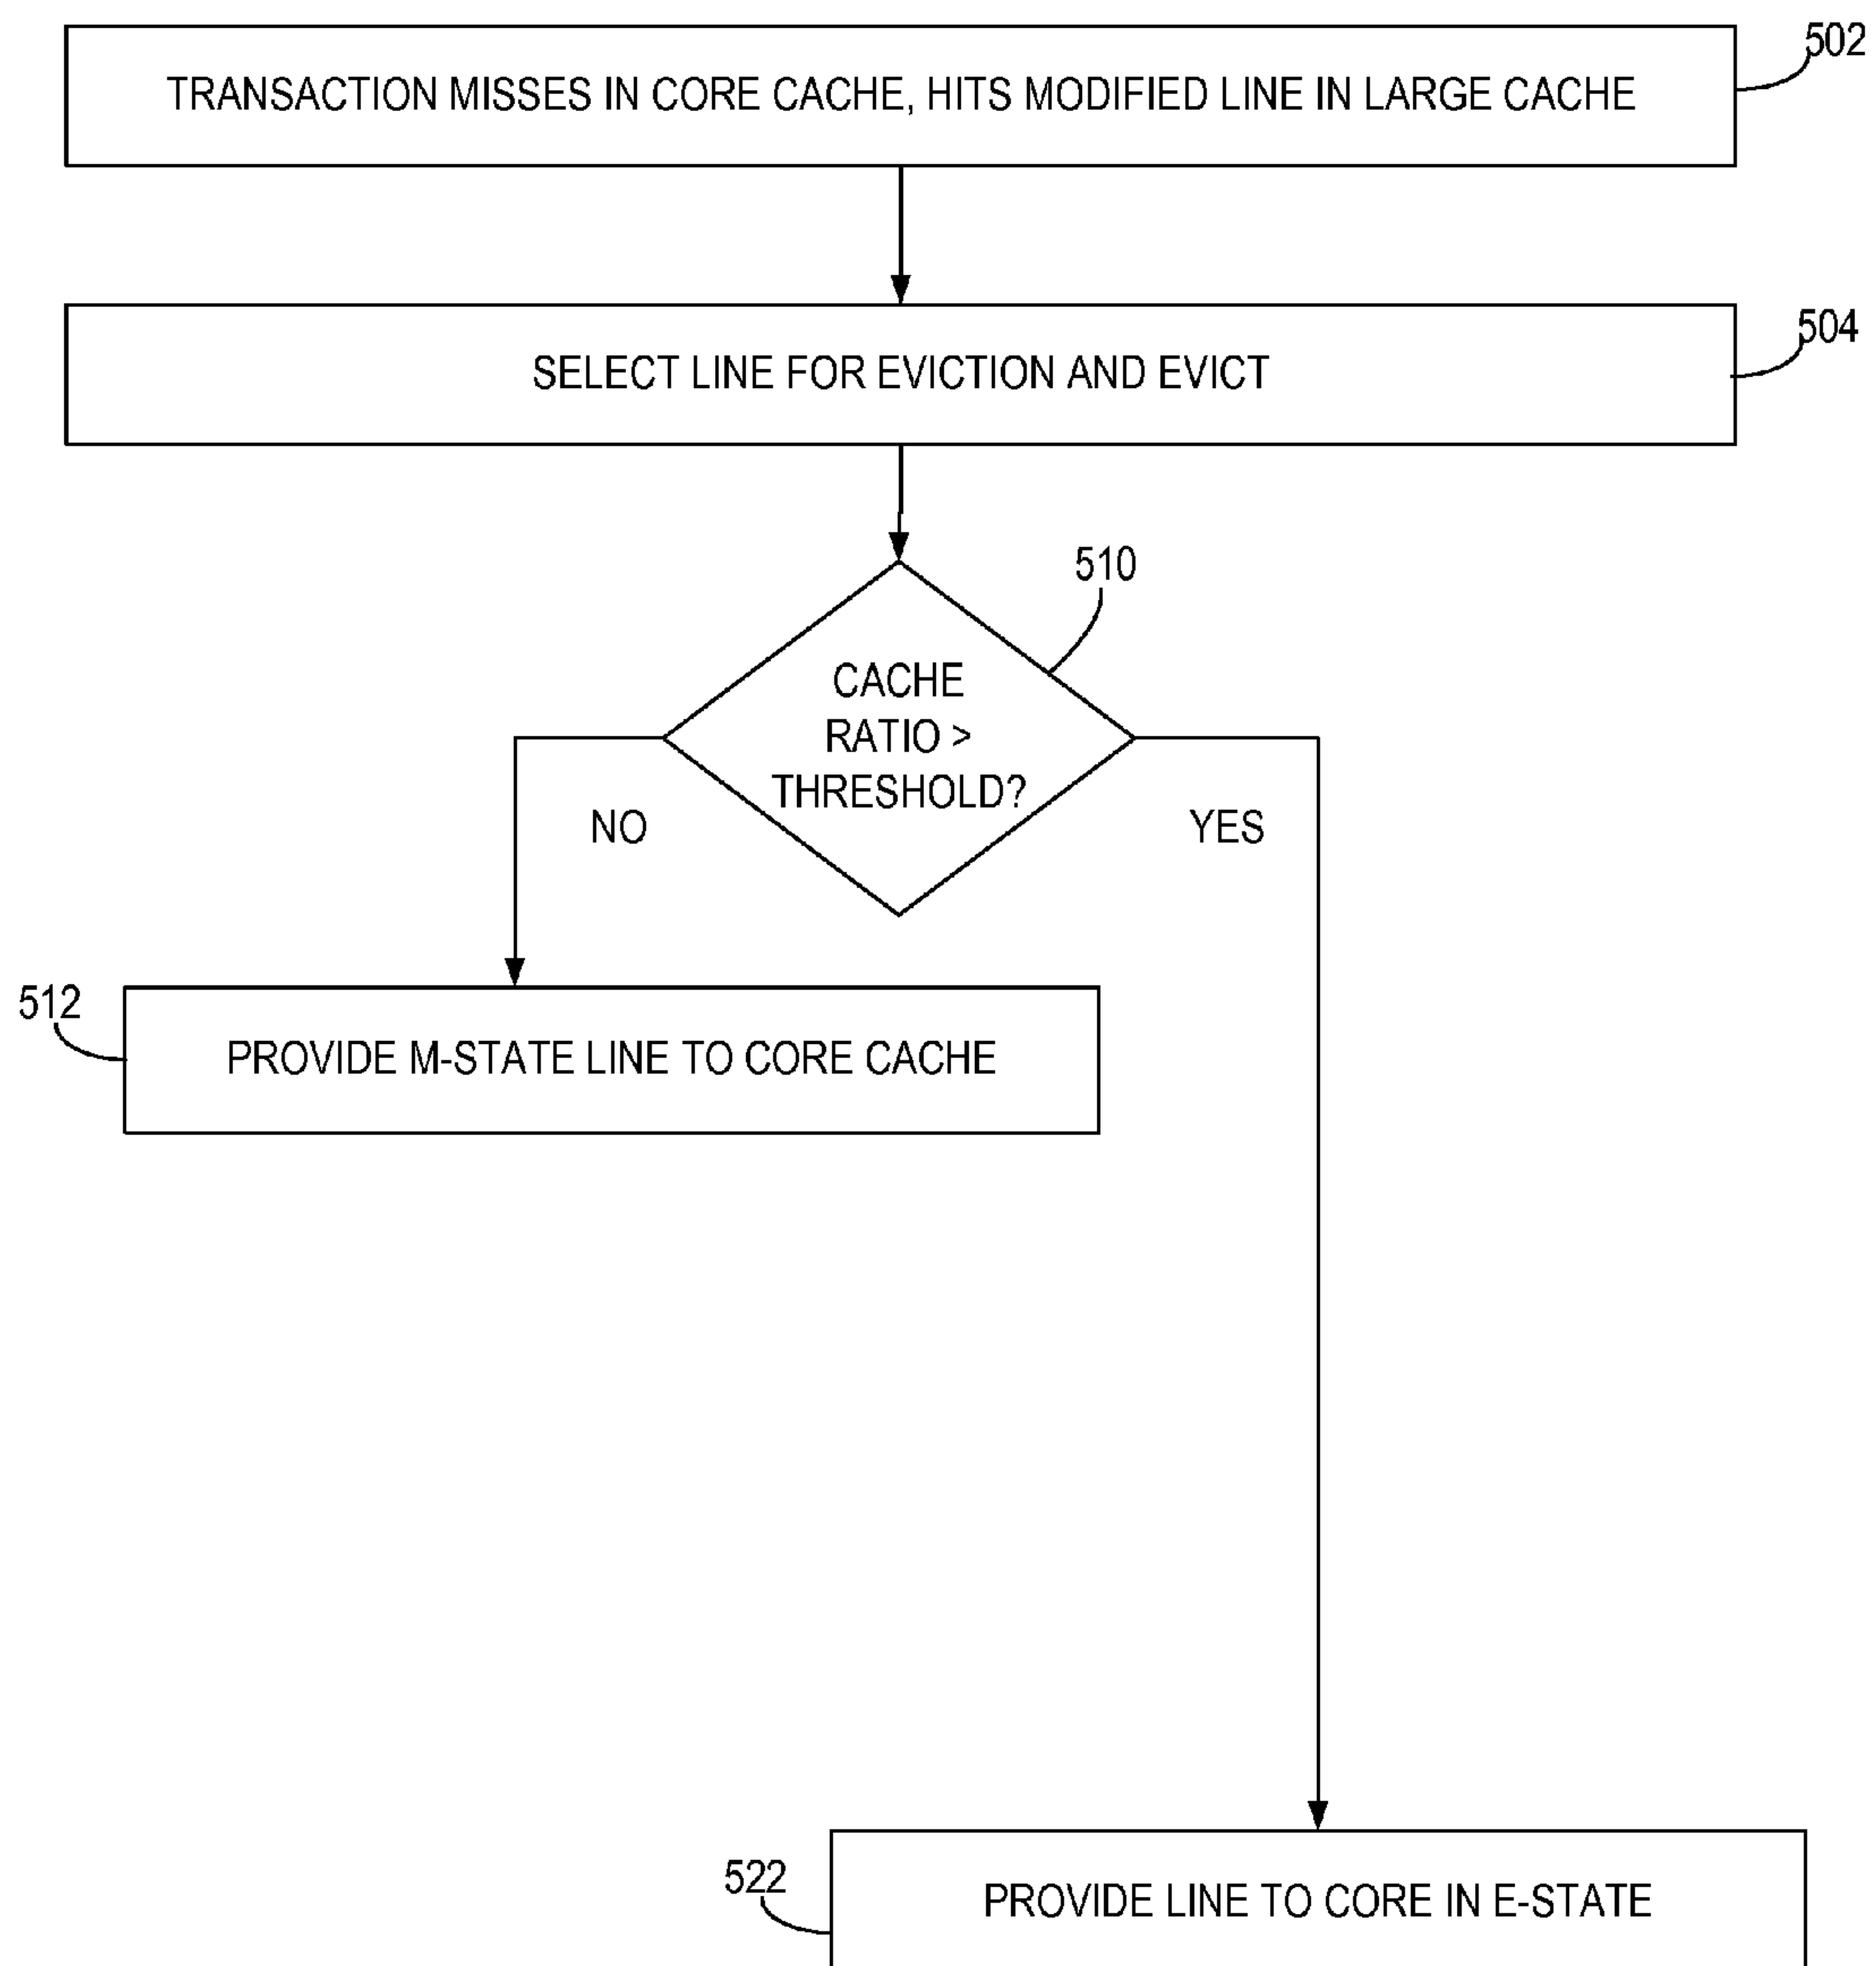 502
TRANSACTION MISSES IN CORE CACHE, HITS MODIFIED LINE IN LARGE CACHE
504
SELECT LINE FOR EVICTION AND EVICT
510
CACHE
RATIO >
THRESHOLD?
NO
YES
512
PROVIDE M-STATE LINE TO CORE CACHE
522
PROVIDE LINE TO CORE IN E-STATE